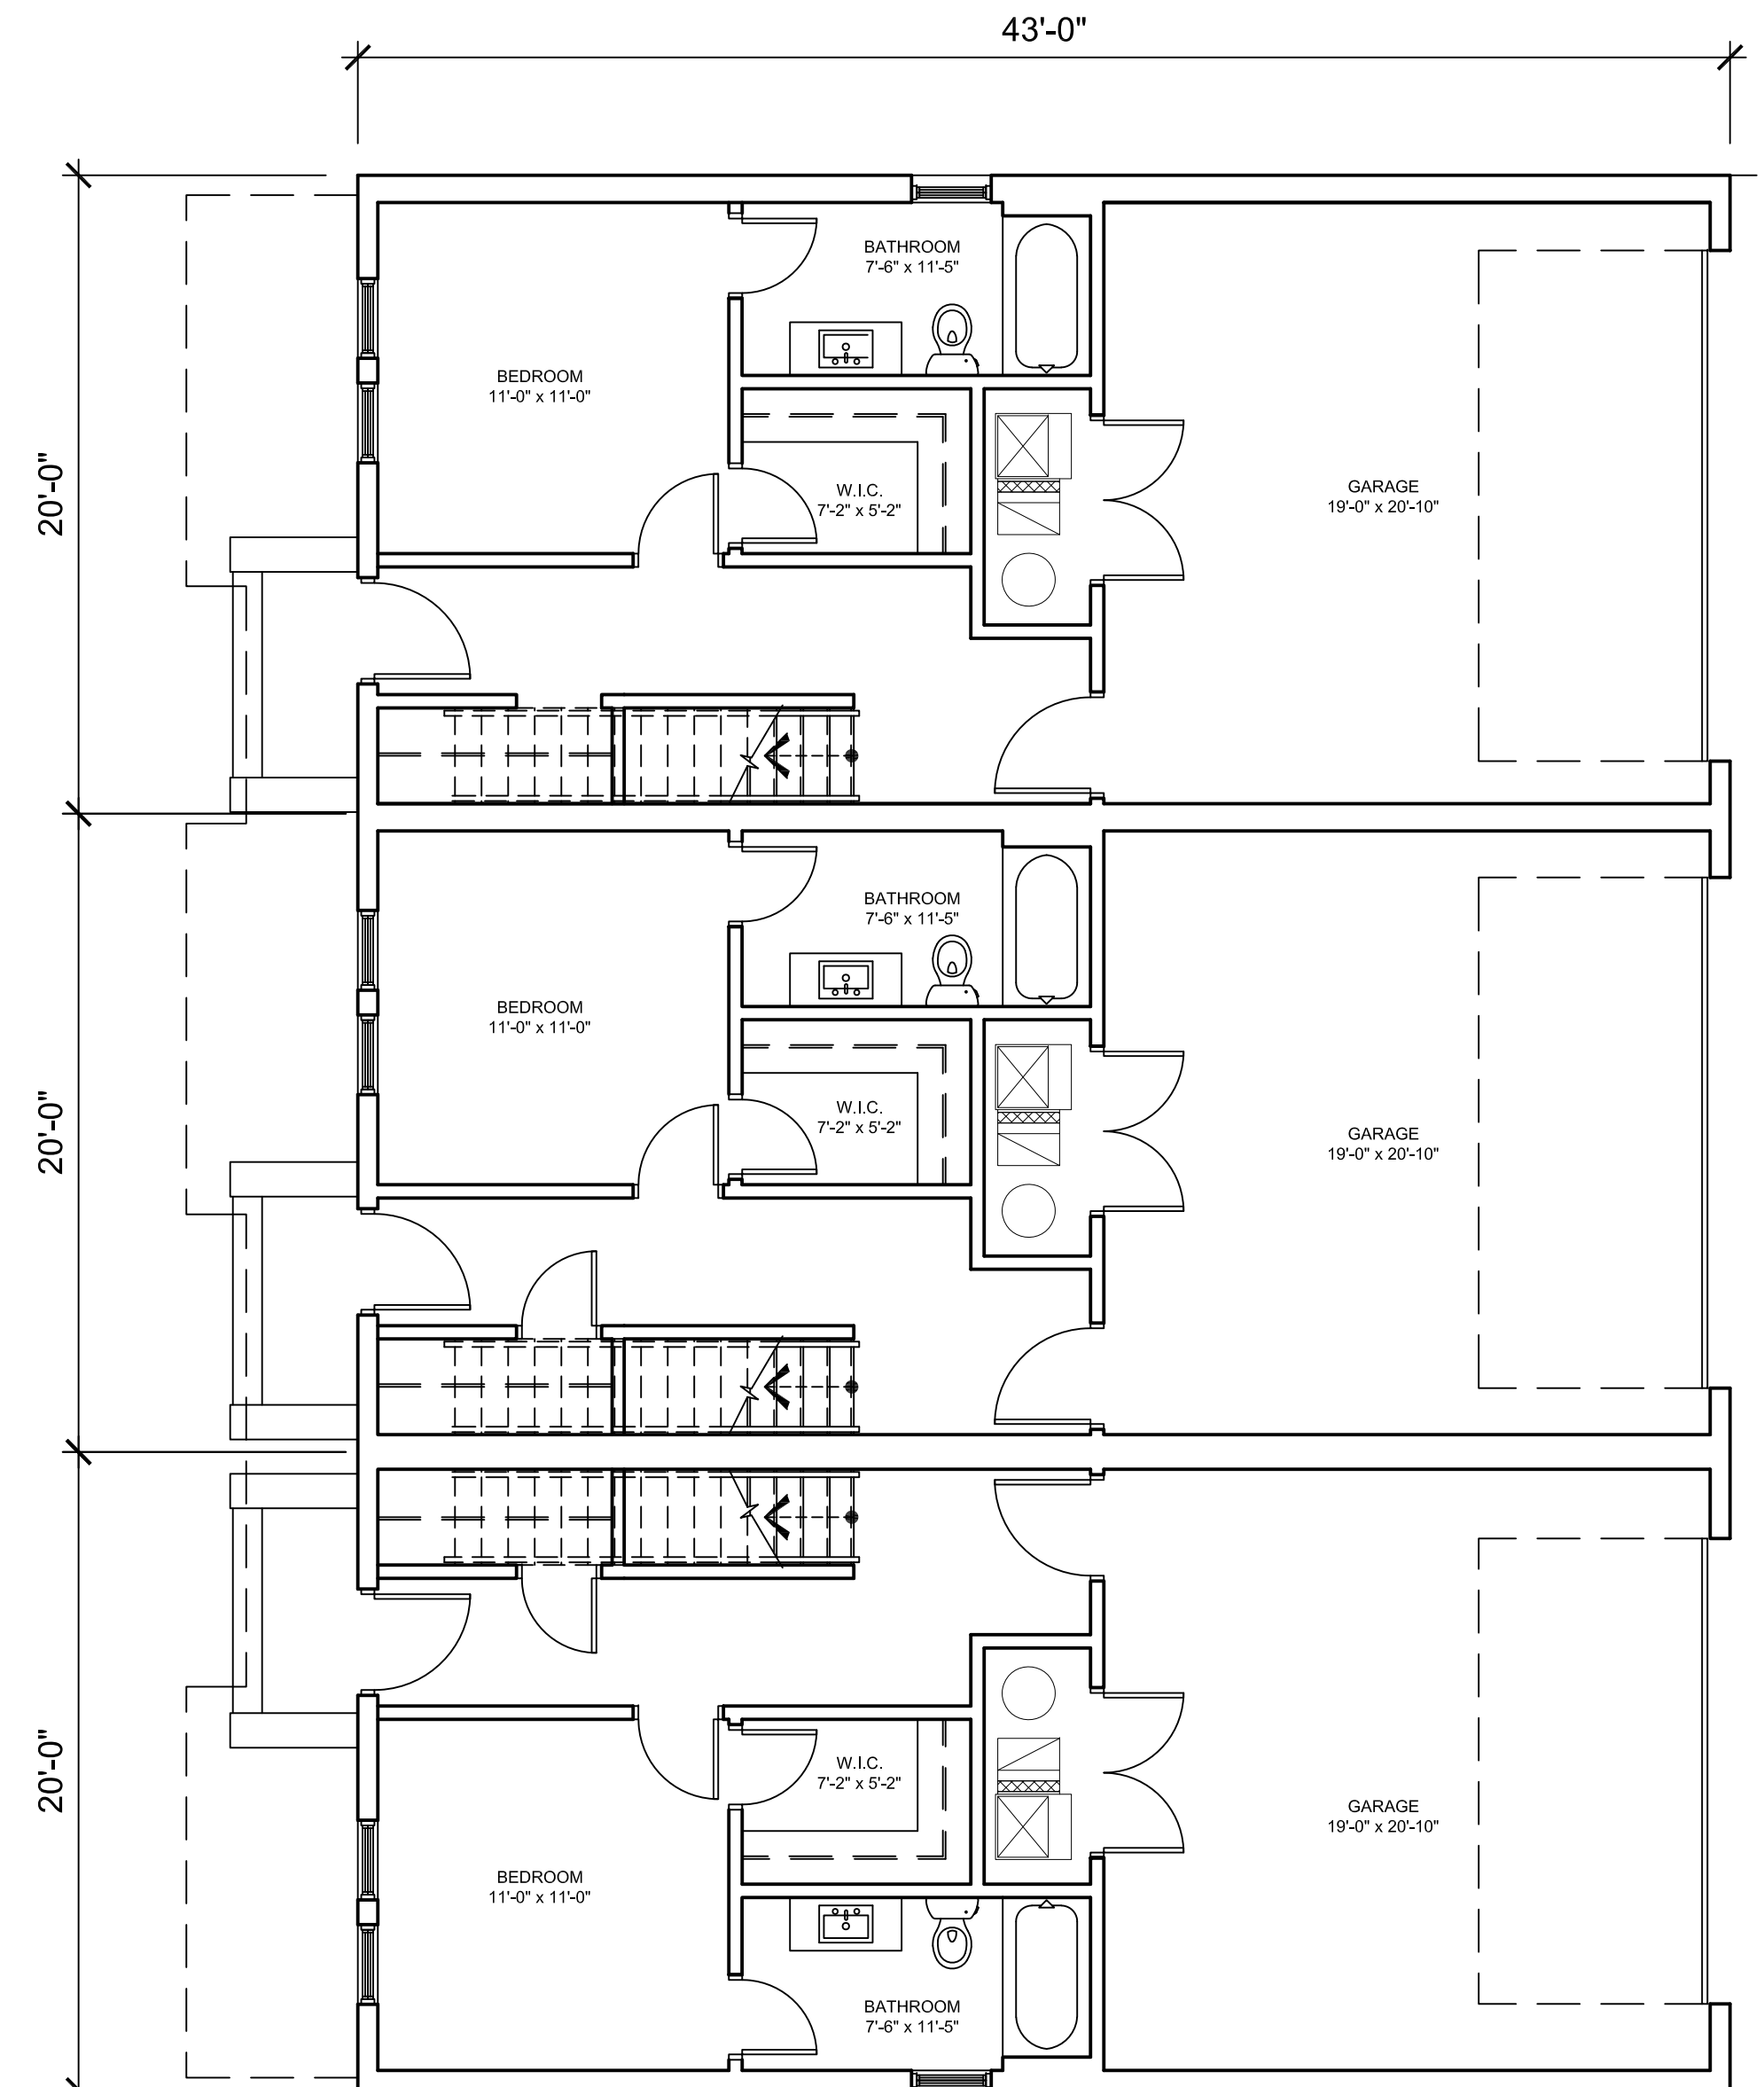 43'-0"
BATHROOM
7'-6" x 11'-5"
BEDROOM
11'-0" x 11'-0"
20'-0"
W.I.C.
7'-2" x 5'-2"
GARAGE
19'-0" x 20'-10"
BATHROOM
7'-6" x 11'-5"
BEDROOM
11'-0" x 11'-0"
20'-0"
W.I.C.
7'-2" x 5'-2"
GARAGE
19'-0" x 20'-10"
20'-0"
W.I.C.
7'-2" x 5'-2"
GARAGE
19'-0" x 20'-10"
BEDROOM
11'-0" x 11'-0"
BATHROOM
7'-6" x 11'-5"